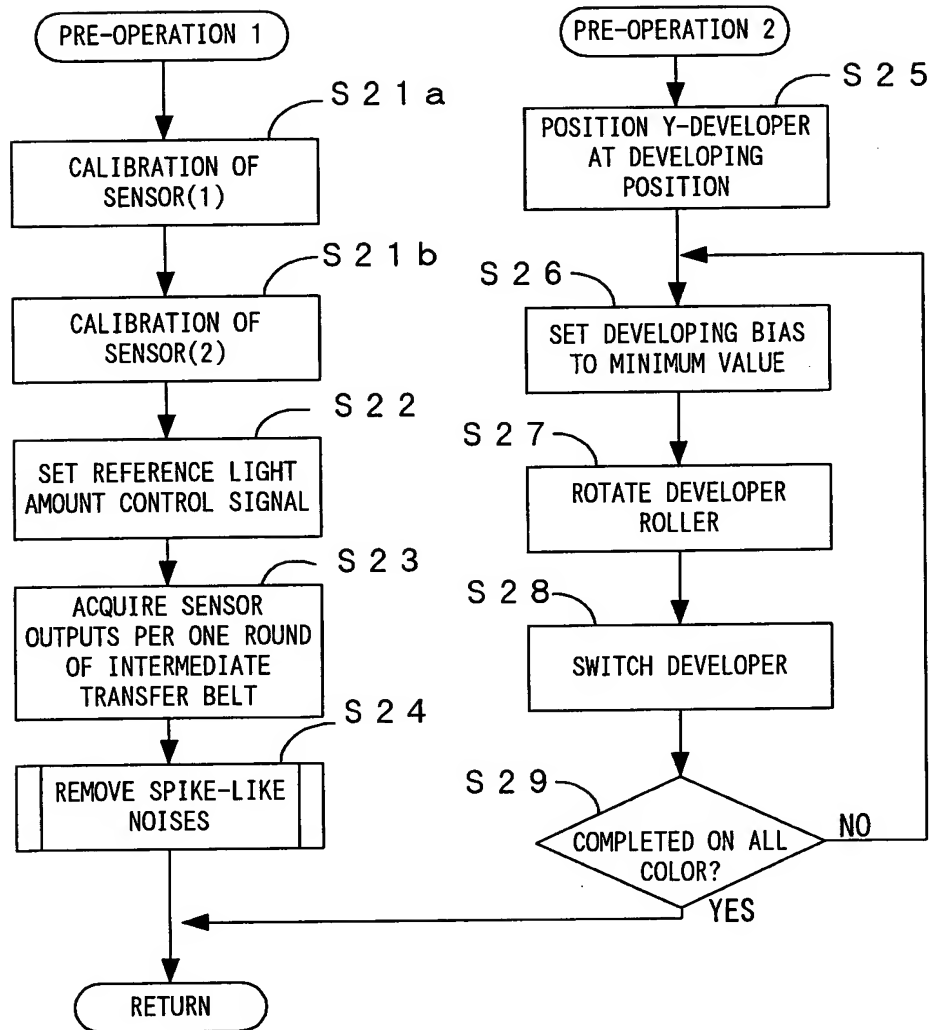 PRE-OPERATION 1
S21a
CALIBRATION OF
SENSOR(1)
S21b
CALIBRATION OF
SENSOR(2)
S22
SET REFERENCE LIGHT
AMOUNT CONTROL SIGNAL
S23
ACQUIRE SENSOR
OUTPUTS PER ONE ROUND
OF INTERMEDIATE
TRANSFER BELT
S24
REMOVE SPIKE-LIKE
NOISES
RETURN
PRE-OPERATION 2
S25
POSITION Y-DEVELOPER
AT DEVELOPING
POSITION
S26
SET DEVELOPING BIAS
TO MINIMUM VALUE
S27
ROTATE DEVELOPER
ROLLER
S28
SWITCH DEVELOPER
S29
COMPLETED ON ALL
COLOR?
NO
YES